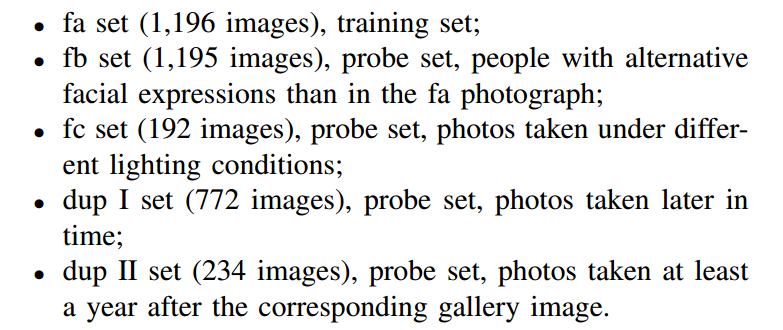 • fa set (1,196 images), training set;
• fb set (1,195 images), probe set, people with alternative
facial expressions than in the fa photograph;
• fc set (192 images), probe set, photos taken under differ-
ent lighting conditions;
• dup I set (772 images), probe set, photos taken later in
time;
• dup II set (234 images), probe set, photos taken at least
a year after the corresponding gallery image.